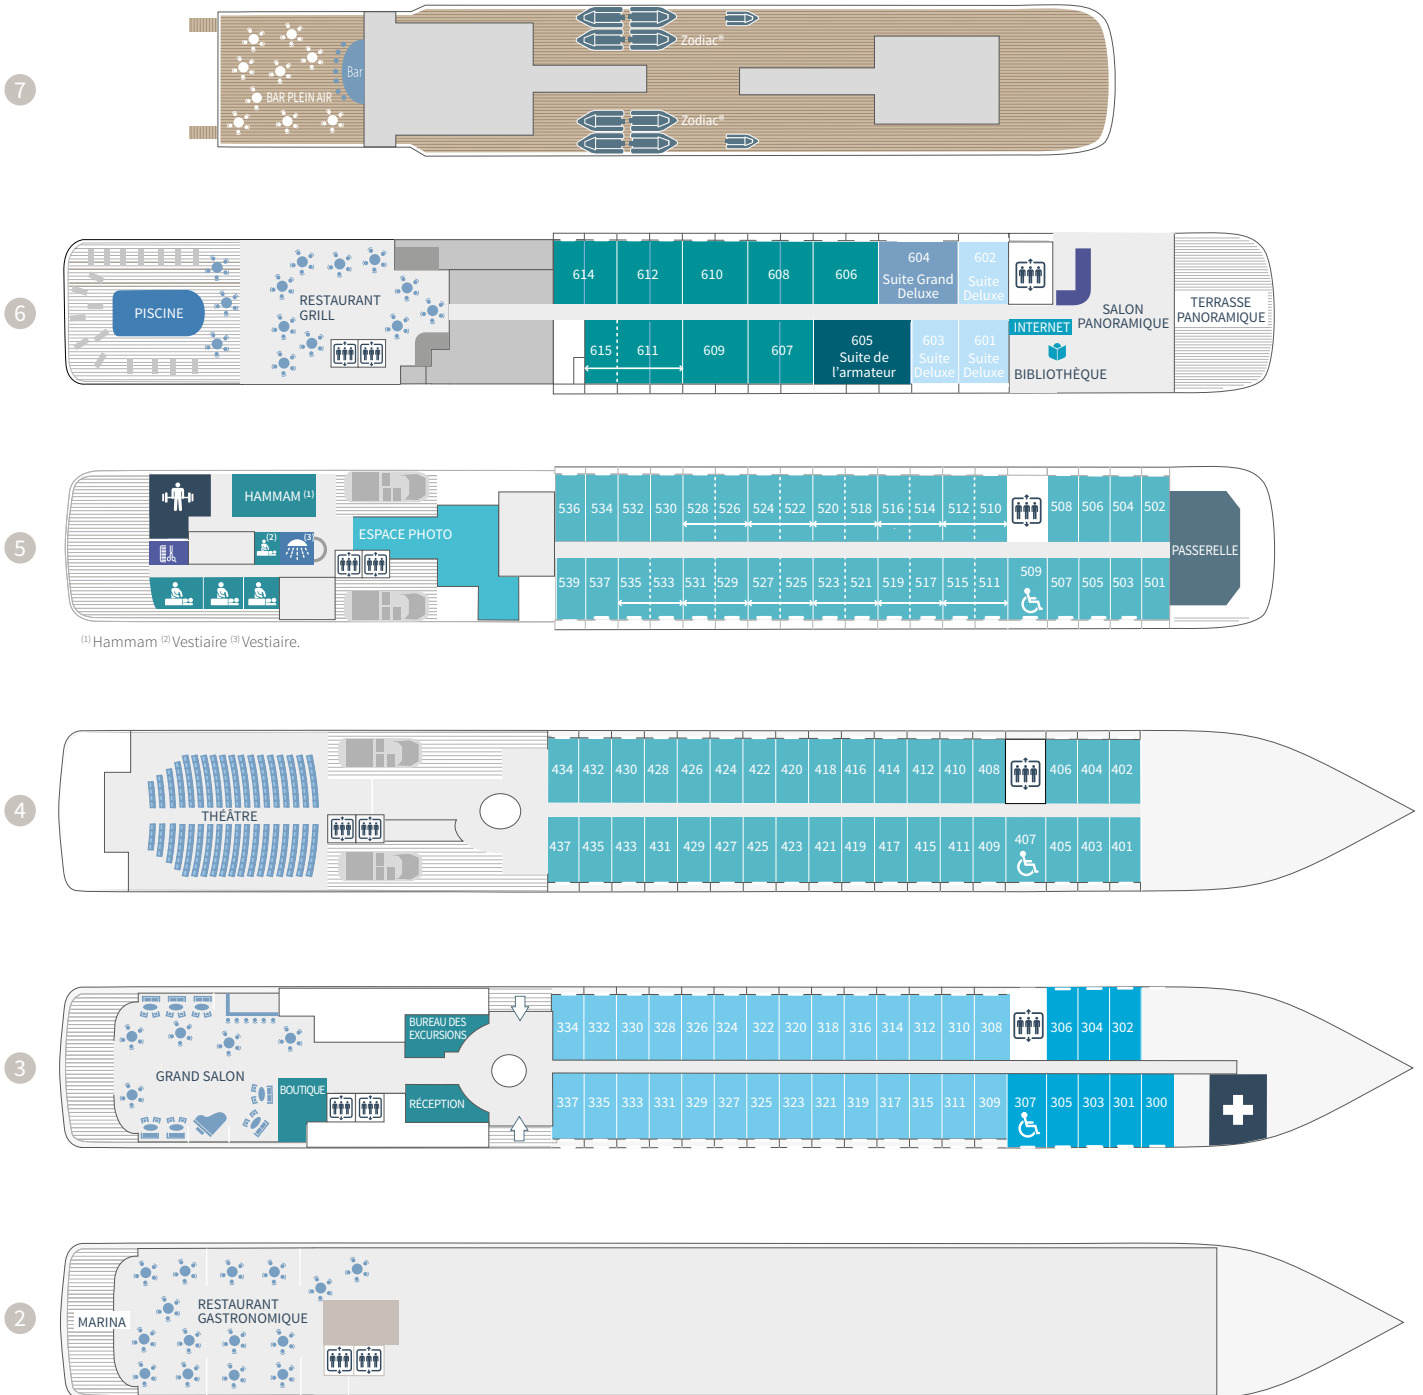 7
Zodiac®
Bar
BAR PLEIN AIR
Zodiac®
6
614 612 610 608 606 604 602
Suite Grand
Deluxe
Suite
Deluxe
PISCINE
RESTAURANT
GRILL
SALON
PANORAMIQUE
TERRASSE
PANORAMIQUE
INTERNET
BIBLIOTHÈQUE
615 611 609 607 605 603 601
Suite de
l'armateur
Suite
Deluxe
Suite
Deluxe
5
HAMMAM (1)
(2)
(3)
ESPACE PHOTO
536 534 532 530 528 526 524 522 520 518 516 514 512 510 508 506 504 502
PASSERELLE
539 537 535 533 531 529 527 525 523 521 519 517 515 511 509 507 505 503 501
(1) Hammam (2) Vestiaire (3) Vestiaire.
4
THÉÂTRE
434 432 430 428 426 424 422 420 418 416 414 412 410 408 406 404 402
437 435 433 431 429 427 425 423 421 419 417 415 411 409 407 405 403 401
3
BUREAU DES
EXCURSIONS
GRAND SALON
BOUTIQUE
RÉCEPTION
334 332 330 328 326 324 322 320 318 316 314 312 310 308 306 304 302
337 335 333 331 329 327 325 323 321 319 317 315 311 309 307 305 303 301 300
2
MARINA
RESTAURANT
GASTRONOMIQUE